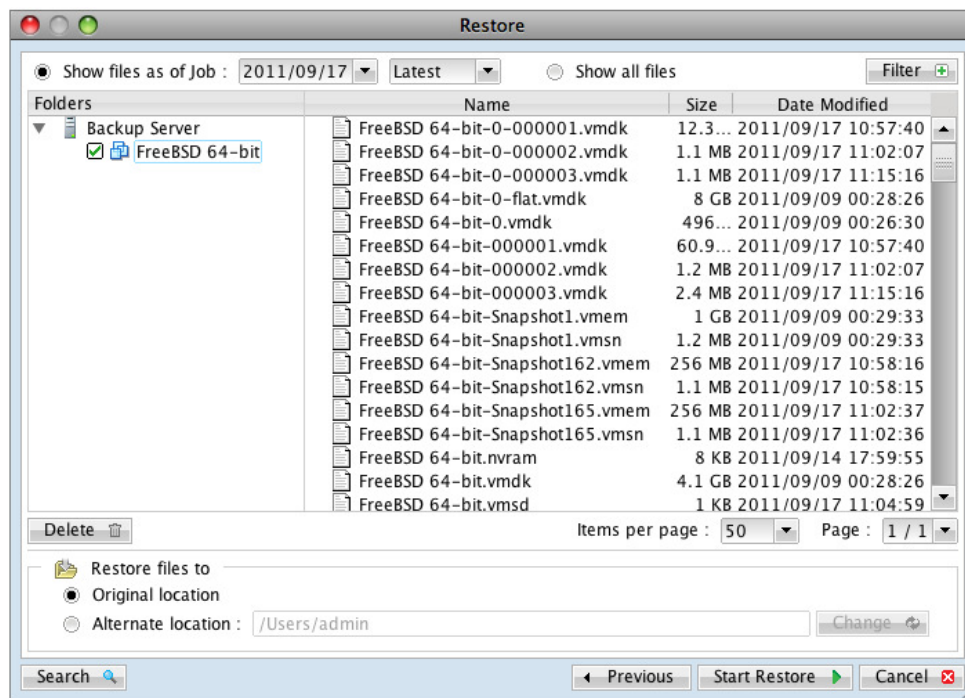 Restore
Show files as of Job : 2011/09/17 Latest Show all files Filter
Folders Name Size Date Modified
Backup Server
FreeBSD 64-bit
FreeBSD 64-bit-0-000001.vmdk 12.3... 2011/09/17 10:57:40
FreeBSD 64-bit-0-000002.vmdk 1.1 MB 2011/09/17 11:02:07
FreeBSD 64-bit-0-000003.vmdk 1.1 MB 2011/09/17 11:15:16
FreeBSD 64-bit-0-flat.vmdk 8 GB 2011/09/09 00:28:26
FreeBSD 64-bit-0.vmdk 496... 2011/09/09 00:26:30
FreeBSD 64-bit-000001.vmdk 60.9... 2011/09/17 10:57:40
FreeBSD 64-bit-000002.vmdk 1.2 MB 2011/09/17 11:02:07
FreeBSD 64-bit-000003.vmdk 2.4 MB 2011/09/17 11:15:16
FreeBSD 64-bit-Snapshot1.vmem 1 GB 2011/09/09 00:29:33
FreeBSD 64-bit-Snapshot1.vmsn 1.2 MB 2011/09/09 00:29:33
FreeBSD 64-bit-Snapshot162.vmem 256 MB 2011/09/17 10:58:16
FreeBSD 64-bit-Snapshot162.vmsn 1.1 MB 2011/09/17 10:58:15
FreeBSD 64-bit-Snapshot165.vmem 256 MB 2011/09/17 11:02:37
FreeBSD 64-bit-Snapshot165.vmsn 1.1 MB 2011/09/17 11:02:36
FreeBSD 64-bit.nvram 8 KB 2011/09/14 17:59:55
FreeBSD 64-bit.vmdk 4.1 GB 2011/09/09 00:28:26
FreeBSD 64-bit.vmsd 1 KB 2011/09/17 11:04:59
Delete Items per page : 50 Page : 1 / 1
Restore files to
Original location
Alternate location : /Users/admin Change
Search Previous Start Restore Cancel